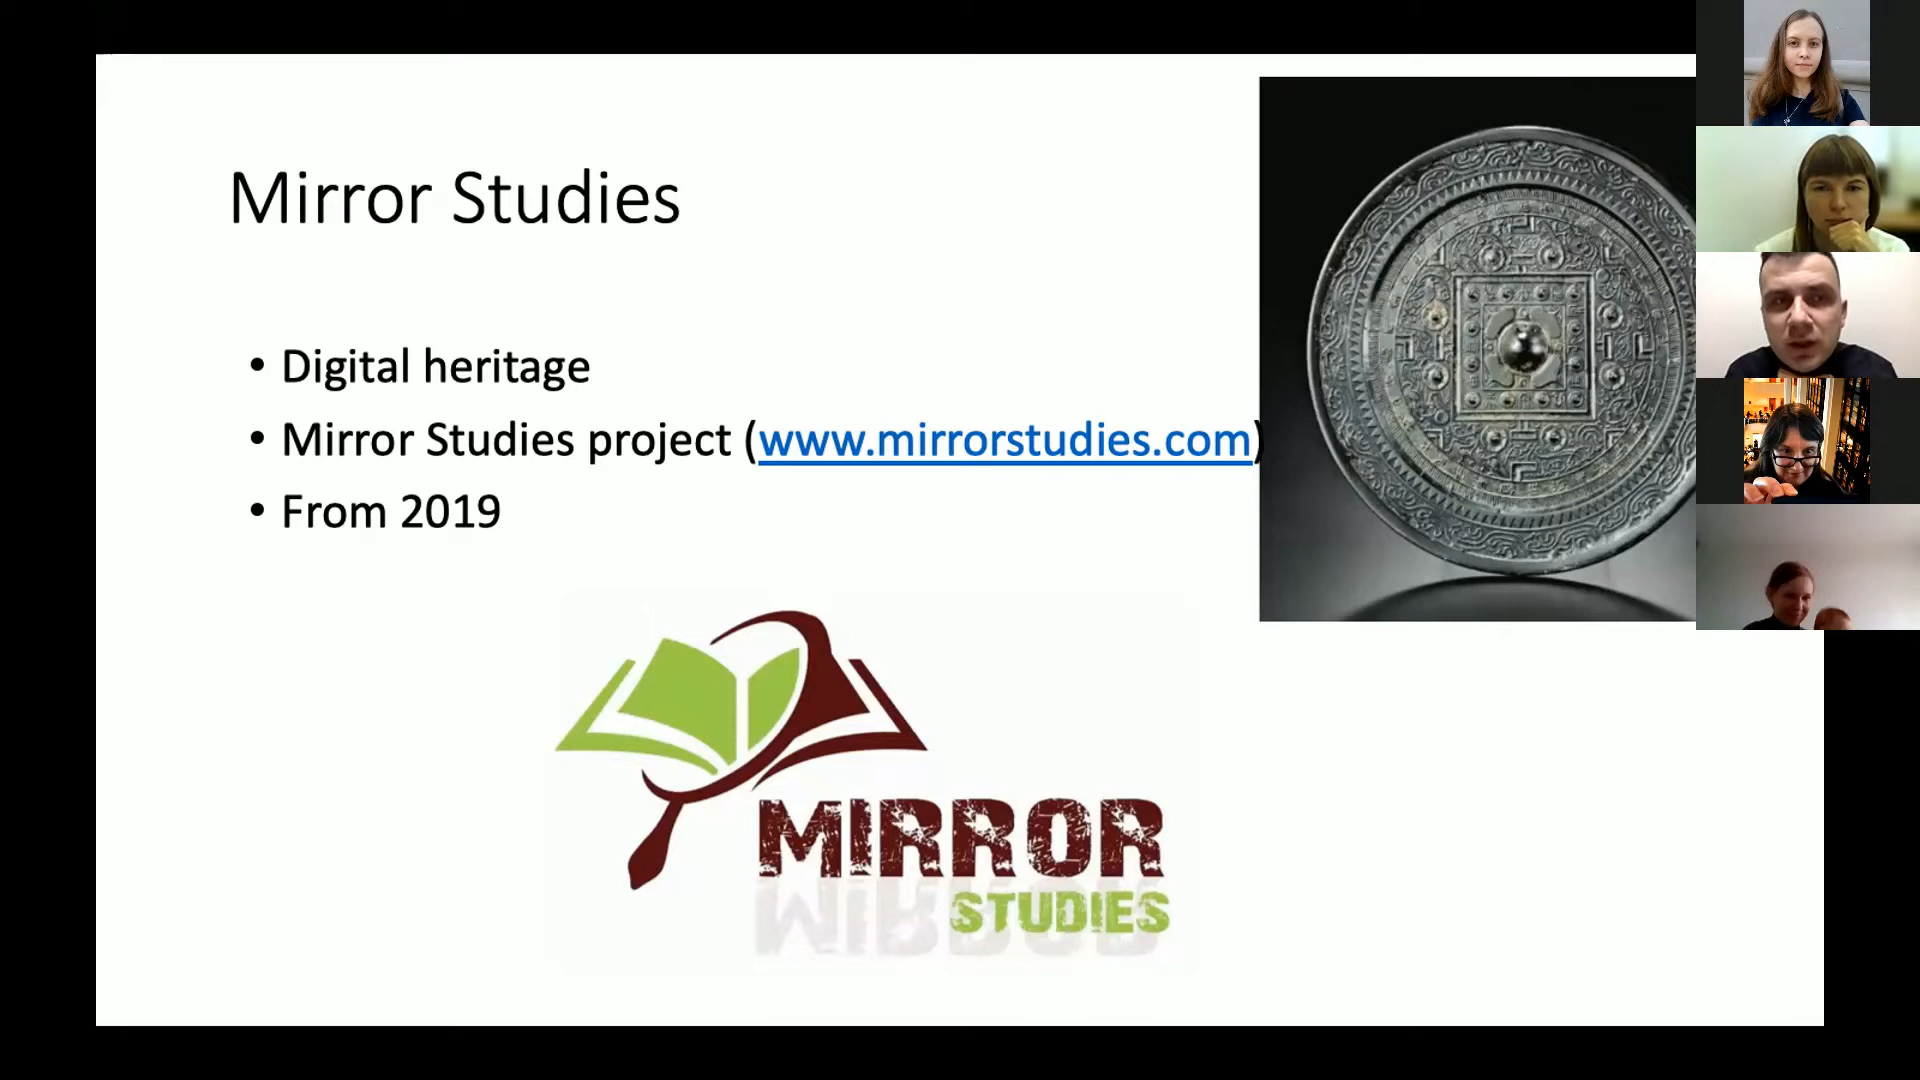 Mirror Studies
• Digital heritage
• Mirror Studies project (www.mirrorstudies.com)
• From 2019
MIRROR
STUDIES